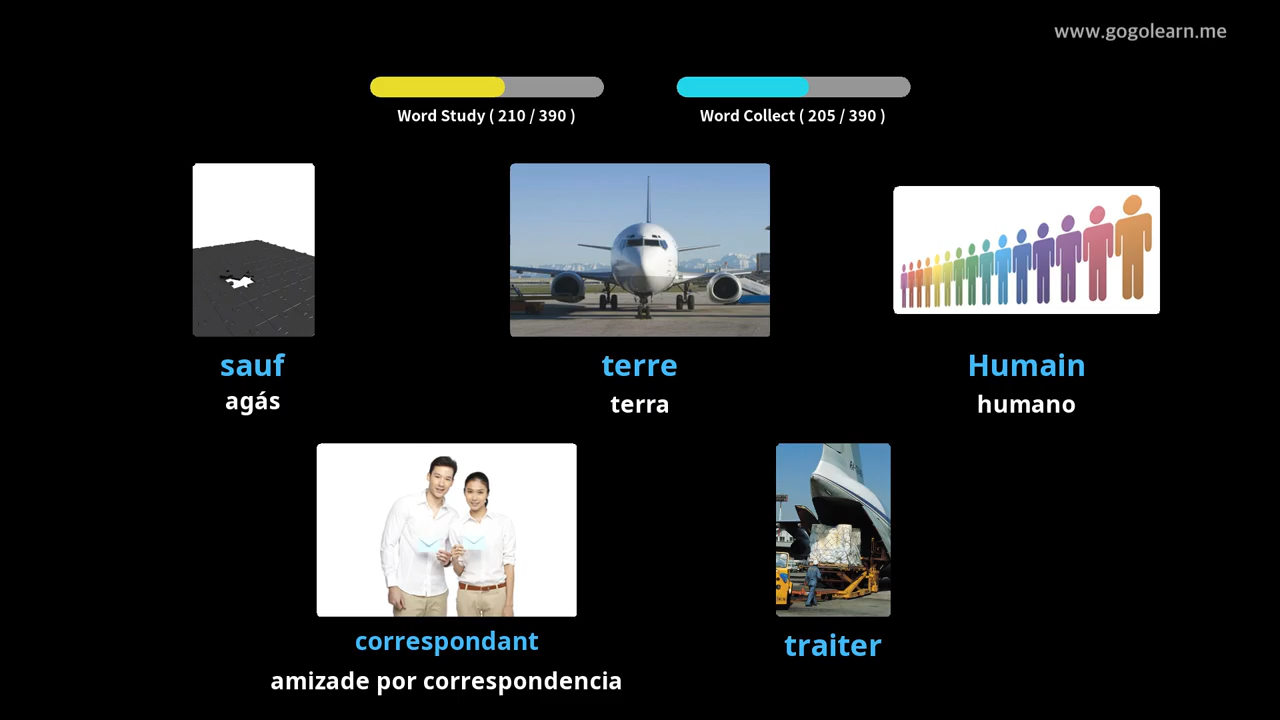 www.gogolearn.me
Word Study ( 210 / 390 )
Word Collect ( 205 / 390 )
sauf
agás
terre
terra
Humain
humano
correspondant
amizade por correspondencia
traiter